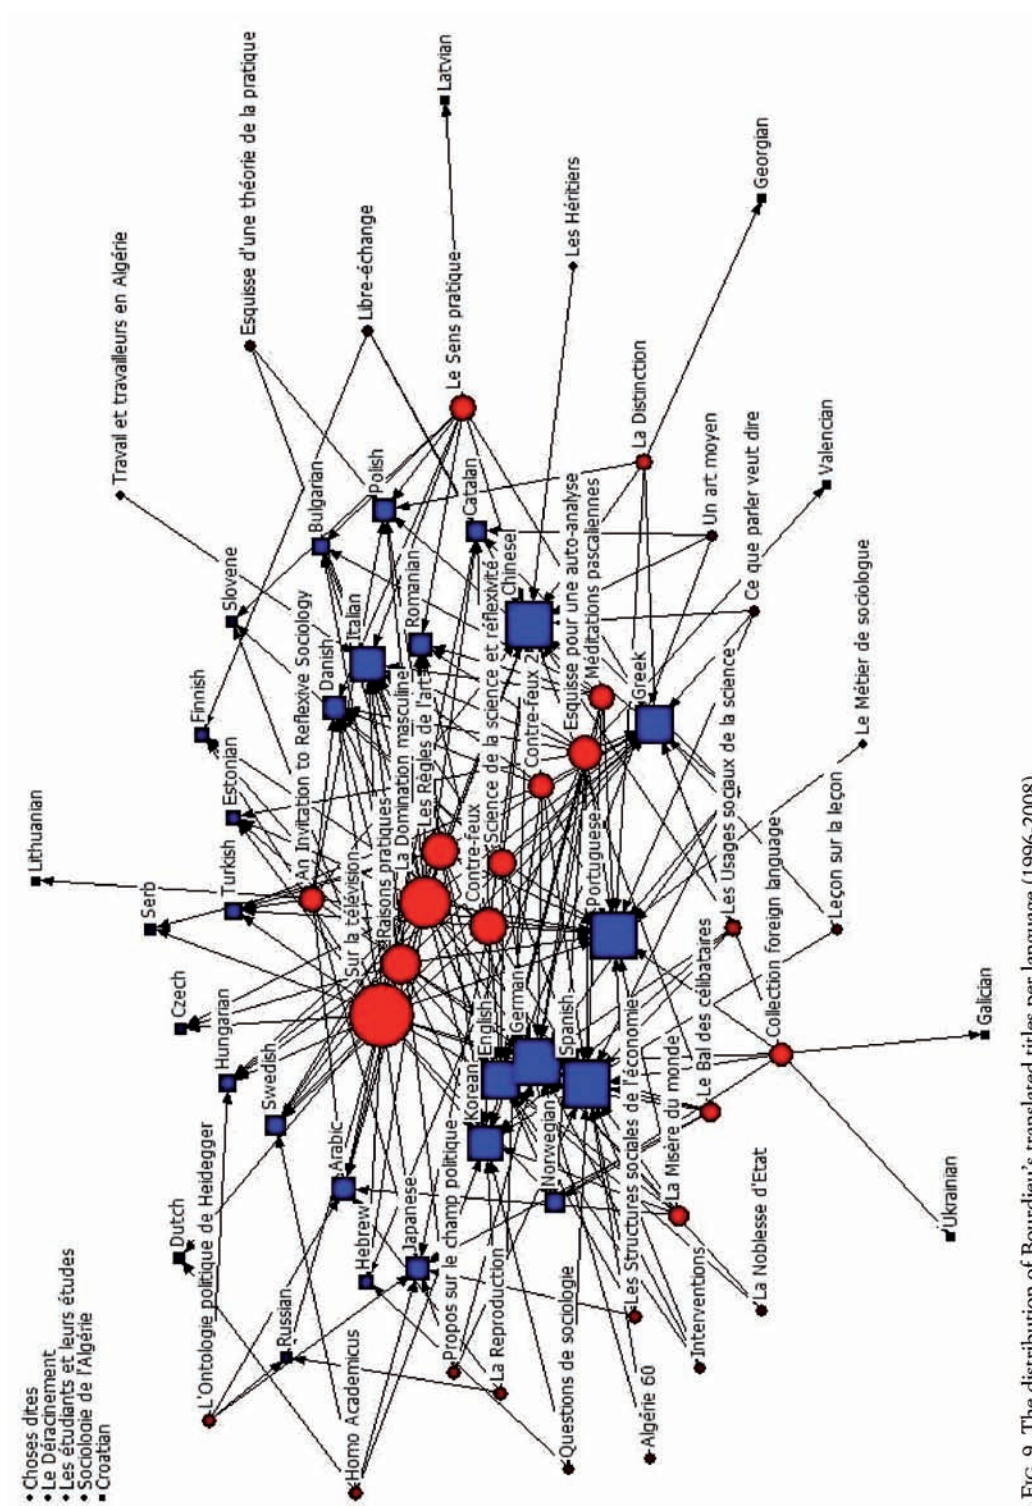 Choses dites
Le Déracinement
Les étudiants et leurs études
Sociologie de l'Algérie
Croatian
Lithuanian
Travail et travailleurs en Algérie
Serb
Czech
Dutch
Finnish
Slovene
Esquisse d'une théorie de la pratique
L'Ontologie politique de Heidegger
Hungarian
Turkish
Estonian
Swedish
Russian
An Invitation to Reflexive Sociology
Bulgarian
Danish
Homo Academicus
Arabic
Sur la télévision
Italian
Polish
Libre-échange
Hebrew
Raisons pratiques
La Domination masculine
Romanian
Japanese
Les Règles de l'art
Latvian
Le Sens pratique
Propos sur le champ politique
Korean
Contre-feux
Catalan
La Reproduction
English
Science de la science et réflexivité
Chinese
German
Contre-feux 2
Questions de sociologie
Norwegian
Spanish
Portuguese
Esquisse pour une auto-analyse
Méditations pascaliennes
Les Héritiers
Les Structures sociales de l'économie
Greek
La Distinction
Algérie 60
La Misère du monde
Interventions
Le Bal des célibataires
Les Usages sociaux de la science
Un art moyen
La Noblesse d'Etat
Ce que parler veut dire
Georgian
Collection foreign language
Leçon sur la leçon
Le Métier de sociologue
Valencian
Ukrainian
Galician
FIG. 9. The distribution of Bourdieu's translated titles per language (1996-2008)